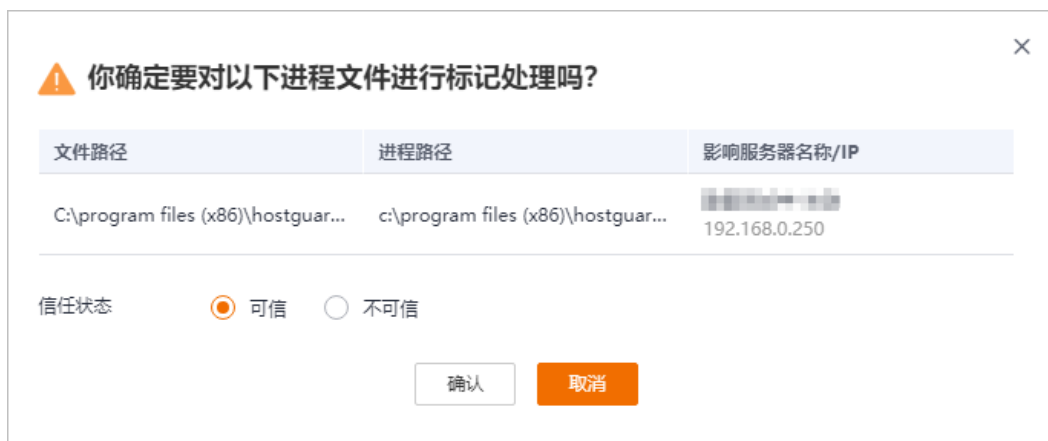 你确定要对以下进程文件进行标记处理吗？
文件路径 进程路径 影响服务器名称/IP
C:\program files (x86)\hostguar... c:\program files (x86)\hostguar...
192.168.0.250
信任状态 可信 不可信
确认 取消